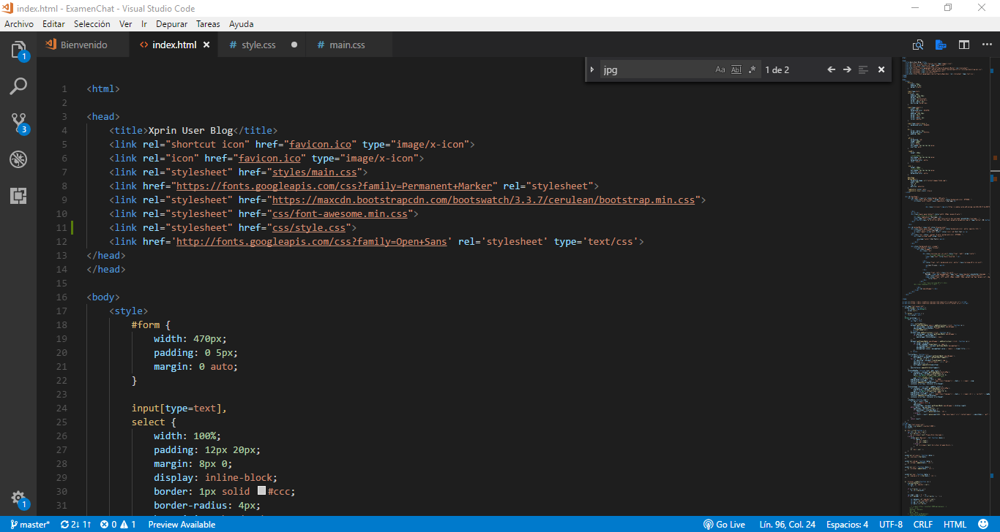 index.html - ExamenChat - Visual Studio Code
Archivo Editar Selección Ver Ir Depurar Tareas Ayuda
Bienvenido index.html style.css main.css
jpg Aa Abl .* 1 de 2
1
3
1
1 <html>
2
3 <head>
4 <title>Xprin User Blog</title>
5 <link rel="shortcut icon" href="favicon.ico" type="image/x-icon">
6 <link rel="icon" href="favicon.ico" type="image/x-icon">
7 <link rel="stylesheet" href="styles/main.css">
8 <link href="https://fonts.googleapis.com/css?family=Permanent+Marker" rel="stylesheet">
9 <link rel="stylesheet" href="https://maxcdn.bootstrapcdn.com/bootswatch/3.3.7/cerulean/bootstrap.min.css">
10 <link rel="stylesheet" href="css/font-awesome.min.css">
11 <link rel="stylesheet" href="css/style.css">
12 <link href='http://fonts.googleapis.com/css?family=Open+Sans' rel='stylesheet' type='text/css'>
13 </head>
14 </head>
15
16 <body>
17 <style>
18 #form {
19 width: 470px;
20 padding: 0 5px;
21 margin: 0 auto;
22 }
23
24 input[type=text],
25 select {
26 width: 100%;
27 padding: 12px 20px;
28 margin: 8px 0;
29 display: inline-block;
30 border: 1px solid #ccc;
31 border-radius: 4px;
master* 2↓ 1↑ 0 1 Preview Available Go Live Lín. 96, Col. 24 Espacios: 4 UTF-8 CRLF HTML